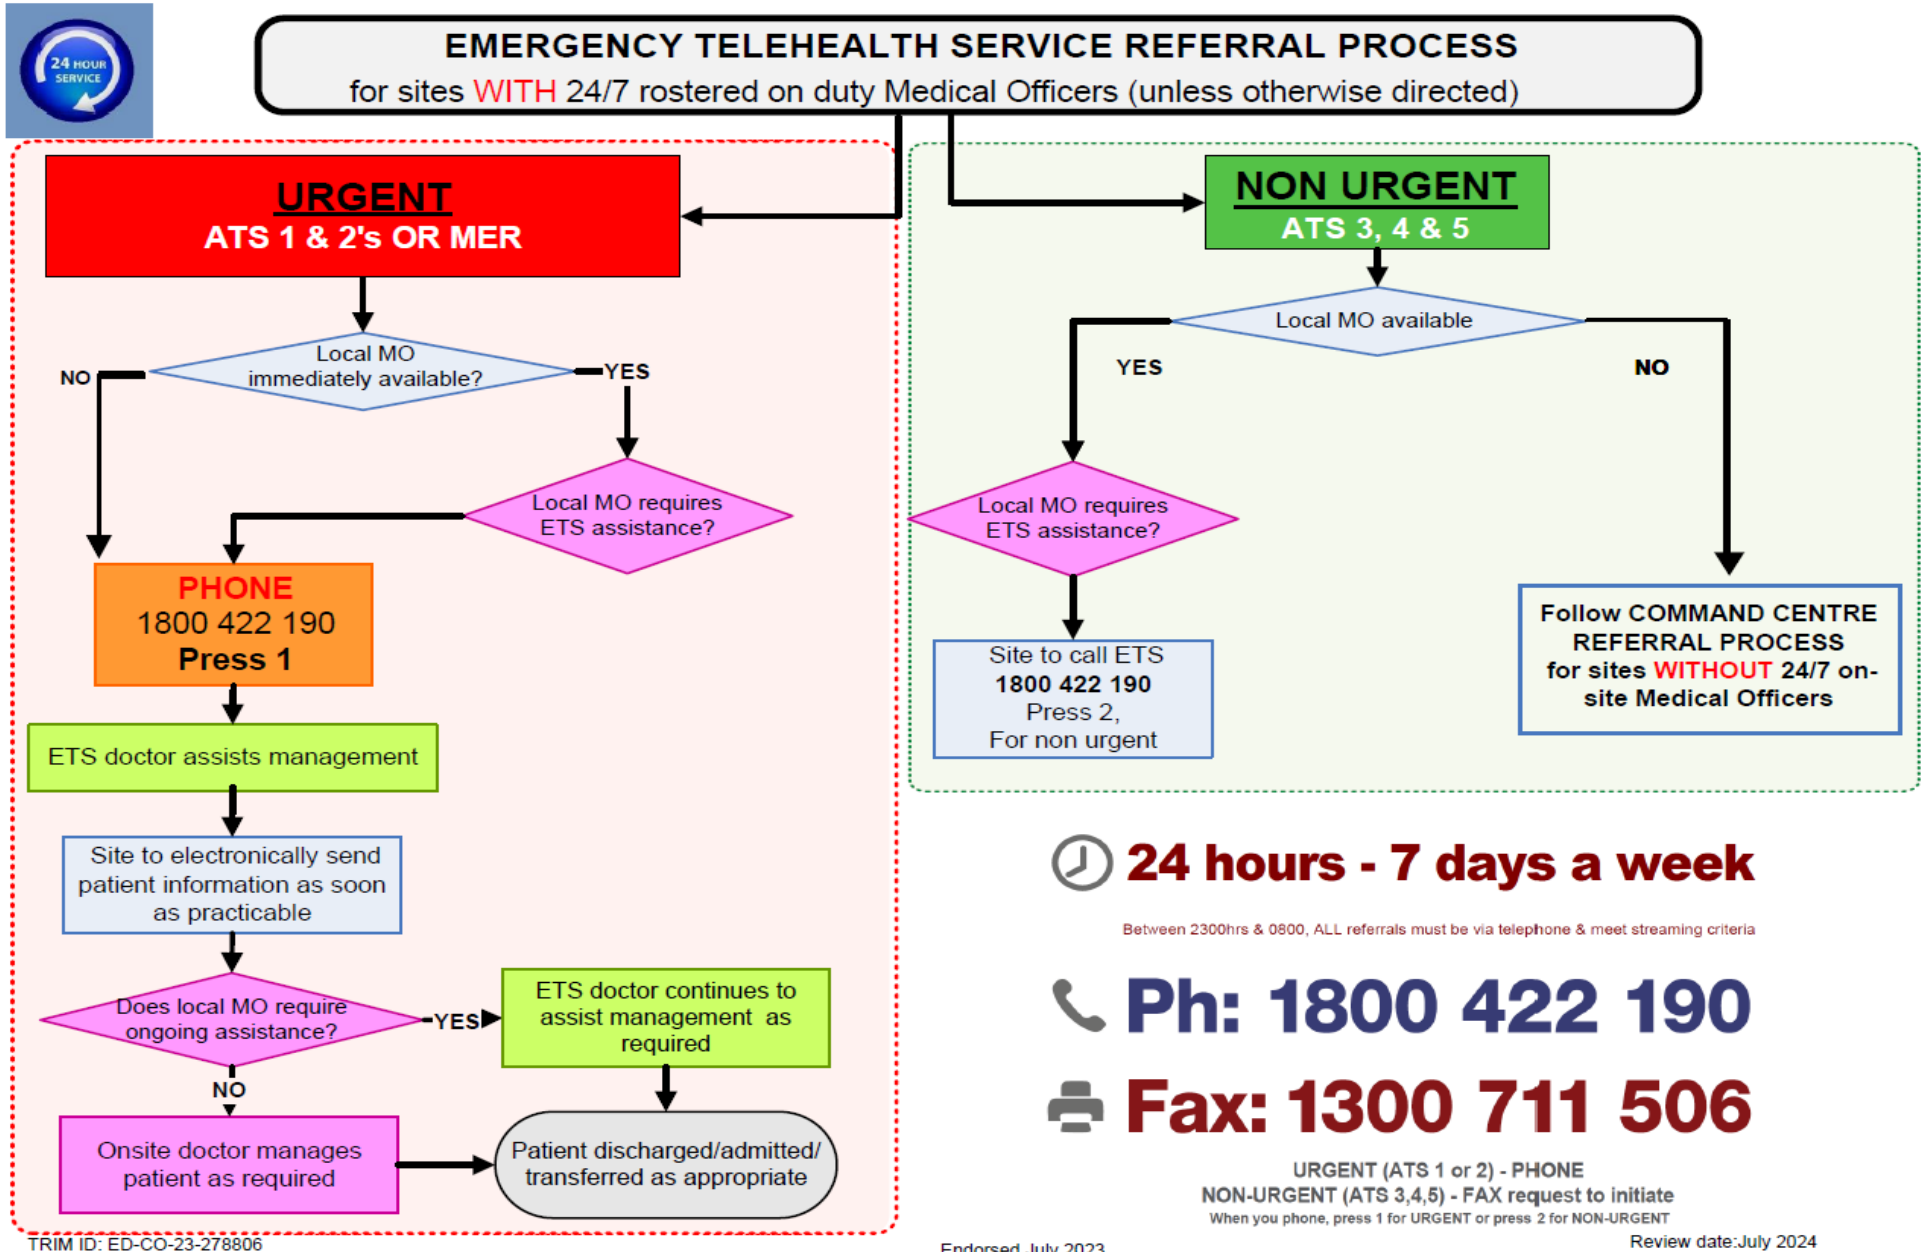 24 HOUR
SERVICE
EMERGENCY TELEHEALTH SERVICE REFERRAL PROCESS
for sites WITH 24/7 rostered on duty Medical Officers (unless otherwise directed)
URGENT
ATS 1 & 2's OR MER
Local MO
immediately available?
NO
YES
Local MO requires
ETS assistance?
PHONE
1800 422 190
Press 1
ETS doctor assists management
Site to electronically send
patient information as soon
as practicable
Does local MO require
ongoing assistance?
YES
ETS doctor continues to
assist management as
required
NO
Onsite doctor manages
patient as required
Patient discharged/admitted/
transferred as appropriate
NON URGENT
ATS 3, 4 & 5
Local MO available
YES
NO
Local MO requires
ETS assistance?
Site to call ETS
1800 422 190
Press 2,
For non urgent
Follow COMMAND CENTRE
REFERRAL PROCESS
for sites WITHOUT 24/7 on-
site Medical Officers
24 hours - 7 days a week
Between 2300hrs & 0800, ALL referrals must be via telephone & meet streaming criteria
Ph: 1800 422 190
Fax: 1300 711 506
URGENT (ATS 1 or 2) - PHONE
NON-URGENT (ATS 3,4,5) - FAX request to initiate
When you phone, press 1 for URGENT or press 2 for NON-URGENT
TRIM ID: ED-CO-23-278806
Endorsed July 2023
Review date:July 2024